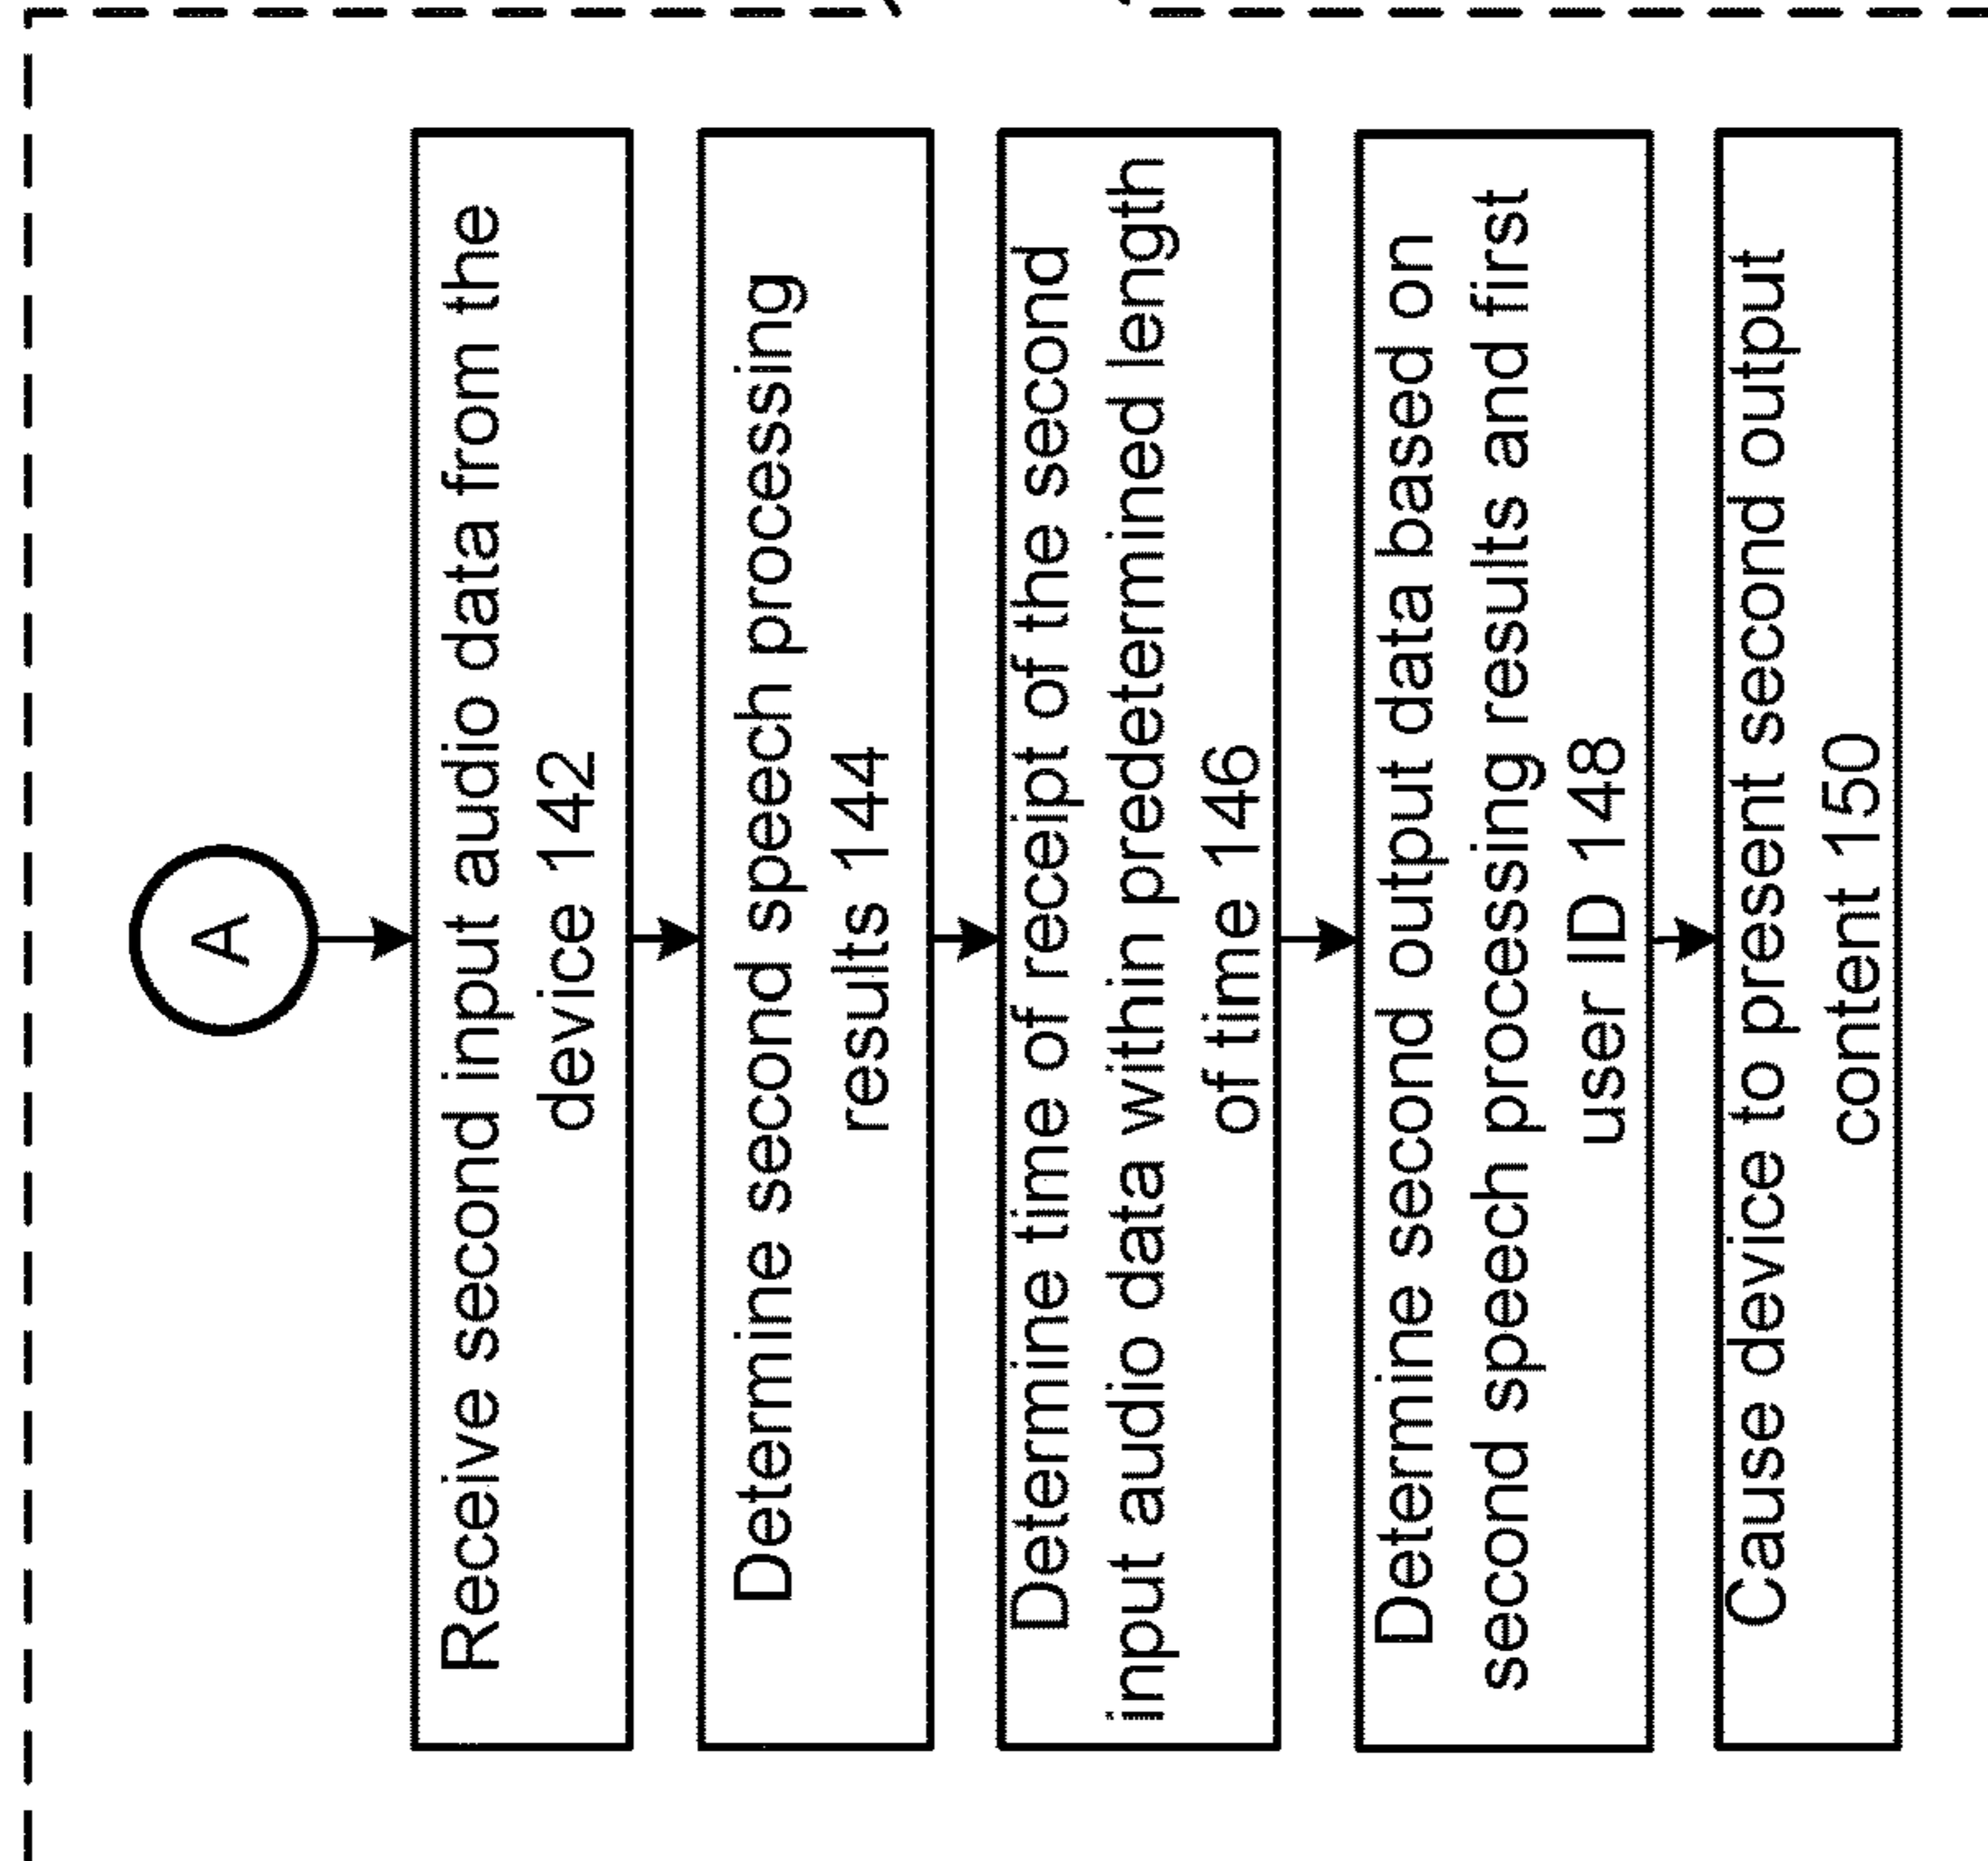 A
Receive second input audio data from the
device 142
Determine second speech processing
results 144
Determine time of receipt of the second
input audio data within predetermined length
of time 146
Determine second output data based on
second speech processing results and first
user ID 148
Cause device to present second output
content 150